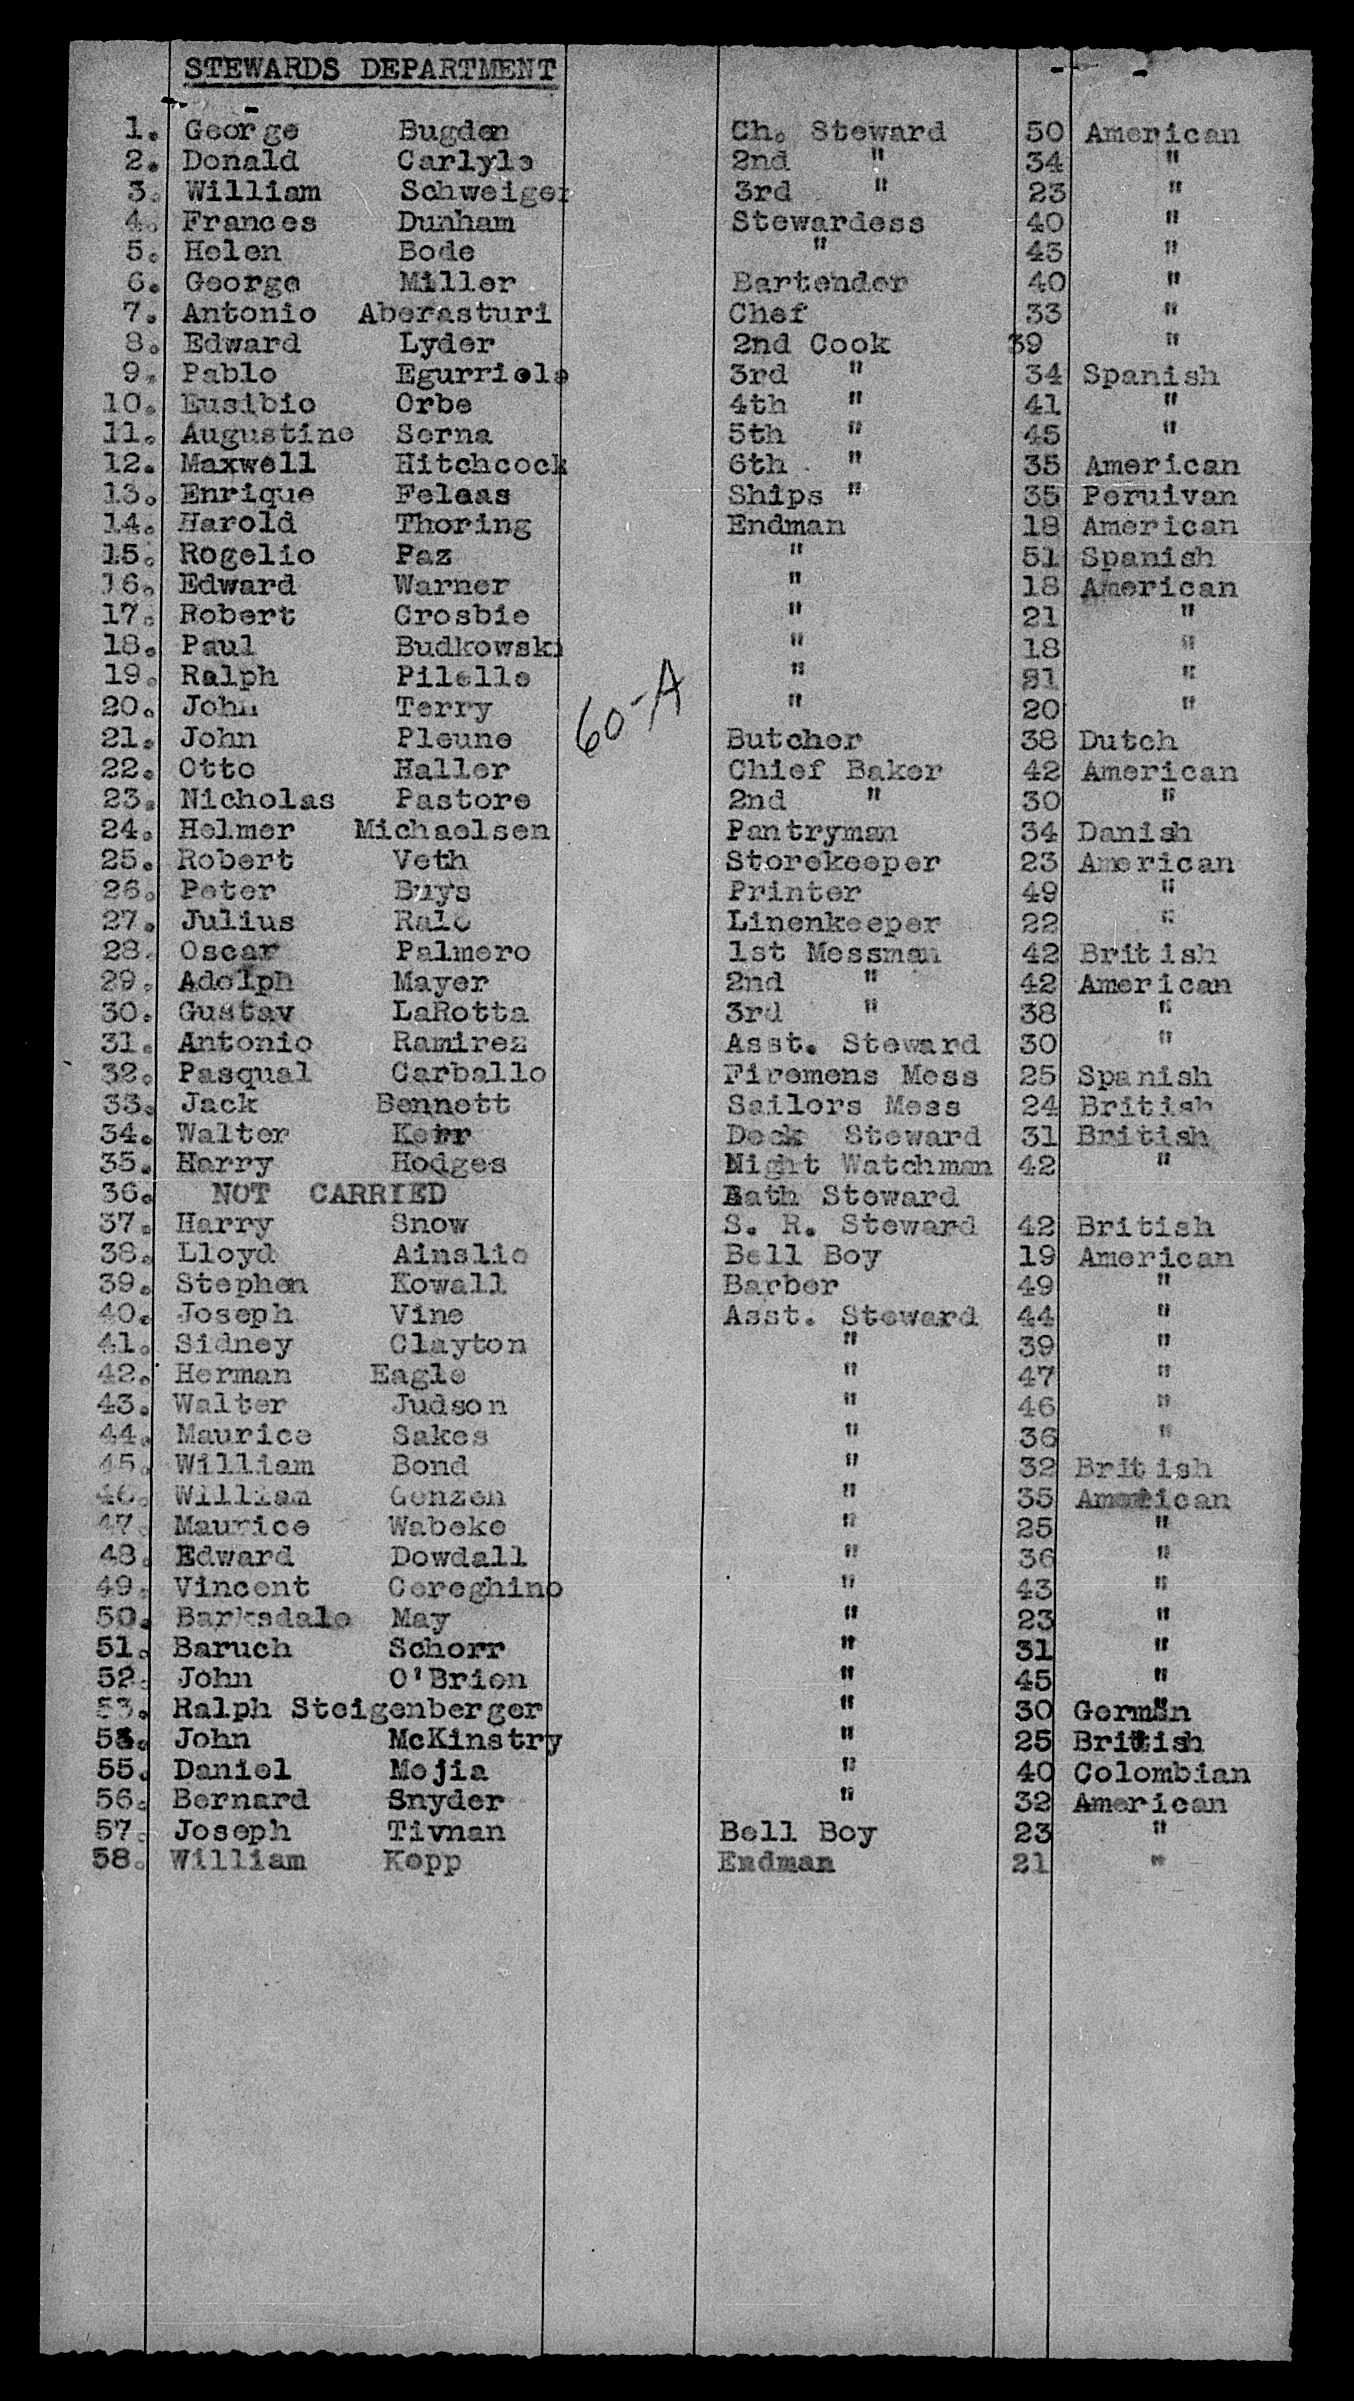 STEWARDS DEPARTMENT
1. George Bugden Ch. Steward 50 American
2. Donald Carlyle 2nd " 34 "
3. William Schweiger 3rd " 23 "
4. Frances Dunham Stewardess 40 "
5. Helen Bode " 43 "
6. George Miller Bartender 40 "
7. Antonio Aberasturi Chef 33 "
8. Edward Lyder 2nd Cook 39 "
9. Pablo Egurriola 3rd " 34 Spanish
10. Eusibio Orbe 4th " 41 "
11. Augustine Serna 5th " 45 "
12. Maxwell Hitchcock 6th " 35 American
13. Enrique Feleas Ships " 35 Peruivan
14. Harold Thoring Endman 18 American
15. Rogelio Paz " 51 Spanish
16. Edward Warner " 18 American
17. Robert Crosbie " 21 "
18. Paul Budkowski " 18 "
19. Ralph Pilello " 21 "
20. John Terry " 20 "
60-A
21. John Pleune Butcher 38 Dutch
22. Otto Haller Chief Baker 42 American
23. Nicholas Pastore 2nd " 30 "
24. Helmer Michaelsen Pantryman 34 Danish
25. Robert Veth Storekeeper 23 American
26. Peter Buys Printer 49 "
27. Julius Linenkeeper 22 "
28. Oscar Palmero 1st Messman 42 British
29. Adolph Mayer 2nd " 42 American
30. Gustav LaRotta 3rd " 38 "
31. Antonio Ramirez Asst. Steward 30 "
32. Pasqual Carballo Firemens Mess 25 Spanish
33. Jack Bennett Sailors Mess 24 British
34. Walter Kerr Deck Steward 31 British
35. Harry Hodges Night Watchman 42 "
36. NOT CARRIED Bath Steward
37. Harry Snow S. R. Steward 42 British
38. Lloyd Ainslie Bell Boy 19 American
39. Stephen Kowall Barber 49 "
40. Joseph Vine Asst. Steward 44 "
41. Sidney Clayton " 39 "
42. Herman Eagle " 47 "
43. Walter Judson " 46 "
44. Maurice Sakes " 36 "
45. William Bond " 32 British
46. William Genzen " 35 American
47. Maurice Wabeke " 25 "
48. Edward Dowdall " 36 "
49. Vincent Cereghino " 43 "
50. Barksdale May " 23 "
51. Baruch Schorr " 31 "
52. John O'Brien " 45 "
53. Ralph Steigenberger " 30 German
54. John McKinstry " 25 British
55. Daniel Mejia " 40 Colombian
56. Bernard Snyder " 32 American
57. Joseph Tivnan Bell Boy 23 "
58. William Kopp Endman 21 "